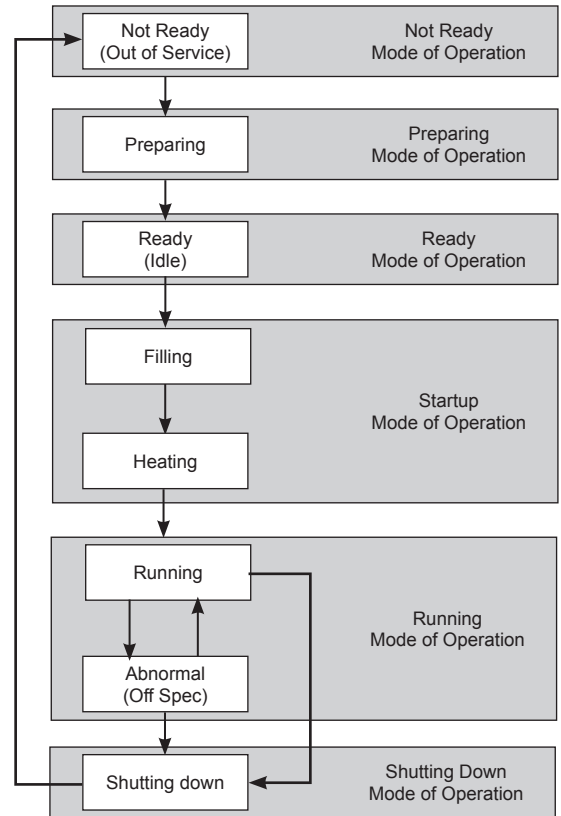 Not Ready
(Out of Service)
Not Ready
Mode of Operation
Preparing
Preparing
Mode of Operation
Ready
(Idle)
Ready
Mode of Operation
Filling
Startup
Mode of Operation
Heating
Running
Running
Mode of Operation
Abnormal
(Off Spec)
Shutting down
Shutting Down
Mode of Operation